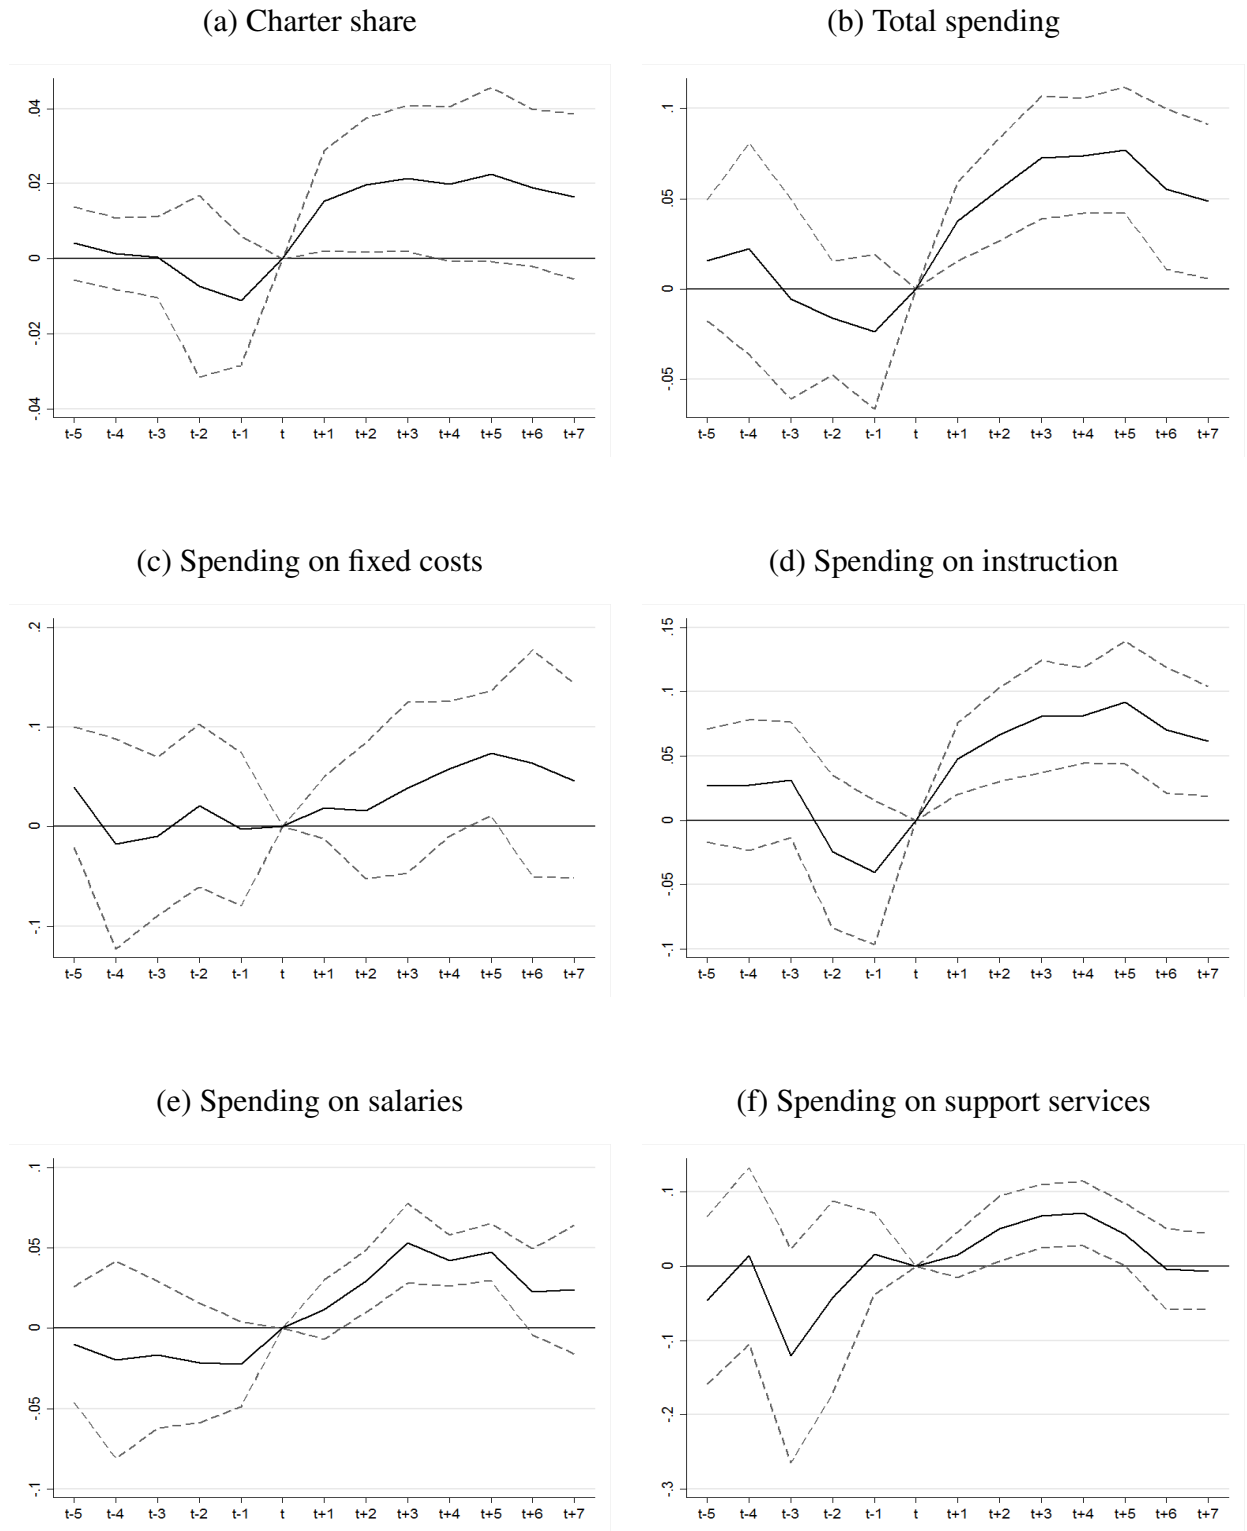 (a) Charter share
.04
.02
0
-.02
-.04
t-5 t-4 t-3 t-2 t-1 t t+1 t+2 t+3 t+4 t+5 t+6 t+7
(b) Total spending
.1
.05
0
-.05
t-5 t-4 t-3 t-2 t-1 t t+1 t+2 t+3 t+4 t+5 t+6 t+7
(c) Spending on fixed costs
.2
.1
0
-.1
t-5 t-4 t-3 t-2 t-1 t t+1 t+2 t+3 t+4 t+5 t+6 t+7
(d) Spending on instruction
.15
.1
.05
0
-.05
-.1
t-5 t-4 t-3 t-2 t-1 t t+1 t+2 t+3 t+4 t+5 t+6 t+7
(e) Spending on salaries
.1
.05
0
-.05
-.1
t-5 t-4 t-3 t-2 t-1 t t+1 t+2 t+3 t+4 t+5 t+6 t+7
(f) Spending on support services
.1
0
-.1
-.2
-.3
t-5 t-4 t-3 t-2 t-1 t t+1 t+2 t+3 t+4 t+5 t+6 t+7